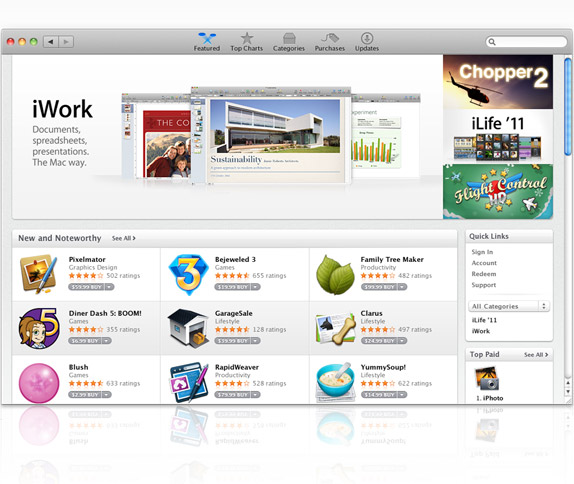 Featured
Top Charts
Categories
Purchases
Updates
iWork
Documents,
spreadsheets,
presentations.
The Mac way.
THE CO
Sustainability
Chopper 2
iLife '11
Flight Control
HD
New and Noteworthy
See All
Pixelmator
Graphics Design
502 ratings
$59.99 BUY
Bejeweled 3
Games
655 ratings
$49.99 BUY
Family Tree Maker
Productivity
632 ratings
$99.99 BUY
Diner Dash 5: BOOM!
Games
355 ratings
$6.99 BUY
GarageSale
Lifestyle
128 ratings
$39.99 BUY
Clarus
Lifestyle
497 ratings
$24.99 BUY
Blush
Games
633 ratings
$2.99 BUY
RapidWeaver
Productivity
528 ratings
$79.99 BUY
YummySoup!
Lifestyle
622 ratings
$14.99 BUY
Quick Links
Sign In
Account
Redeem
Support
All Categories
iLife '11
iWork
Top Paid
See All
1. iPhoto